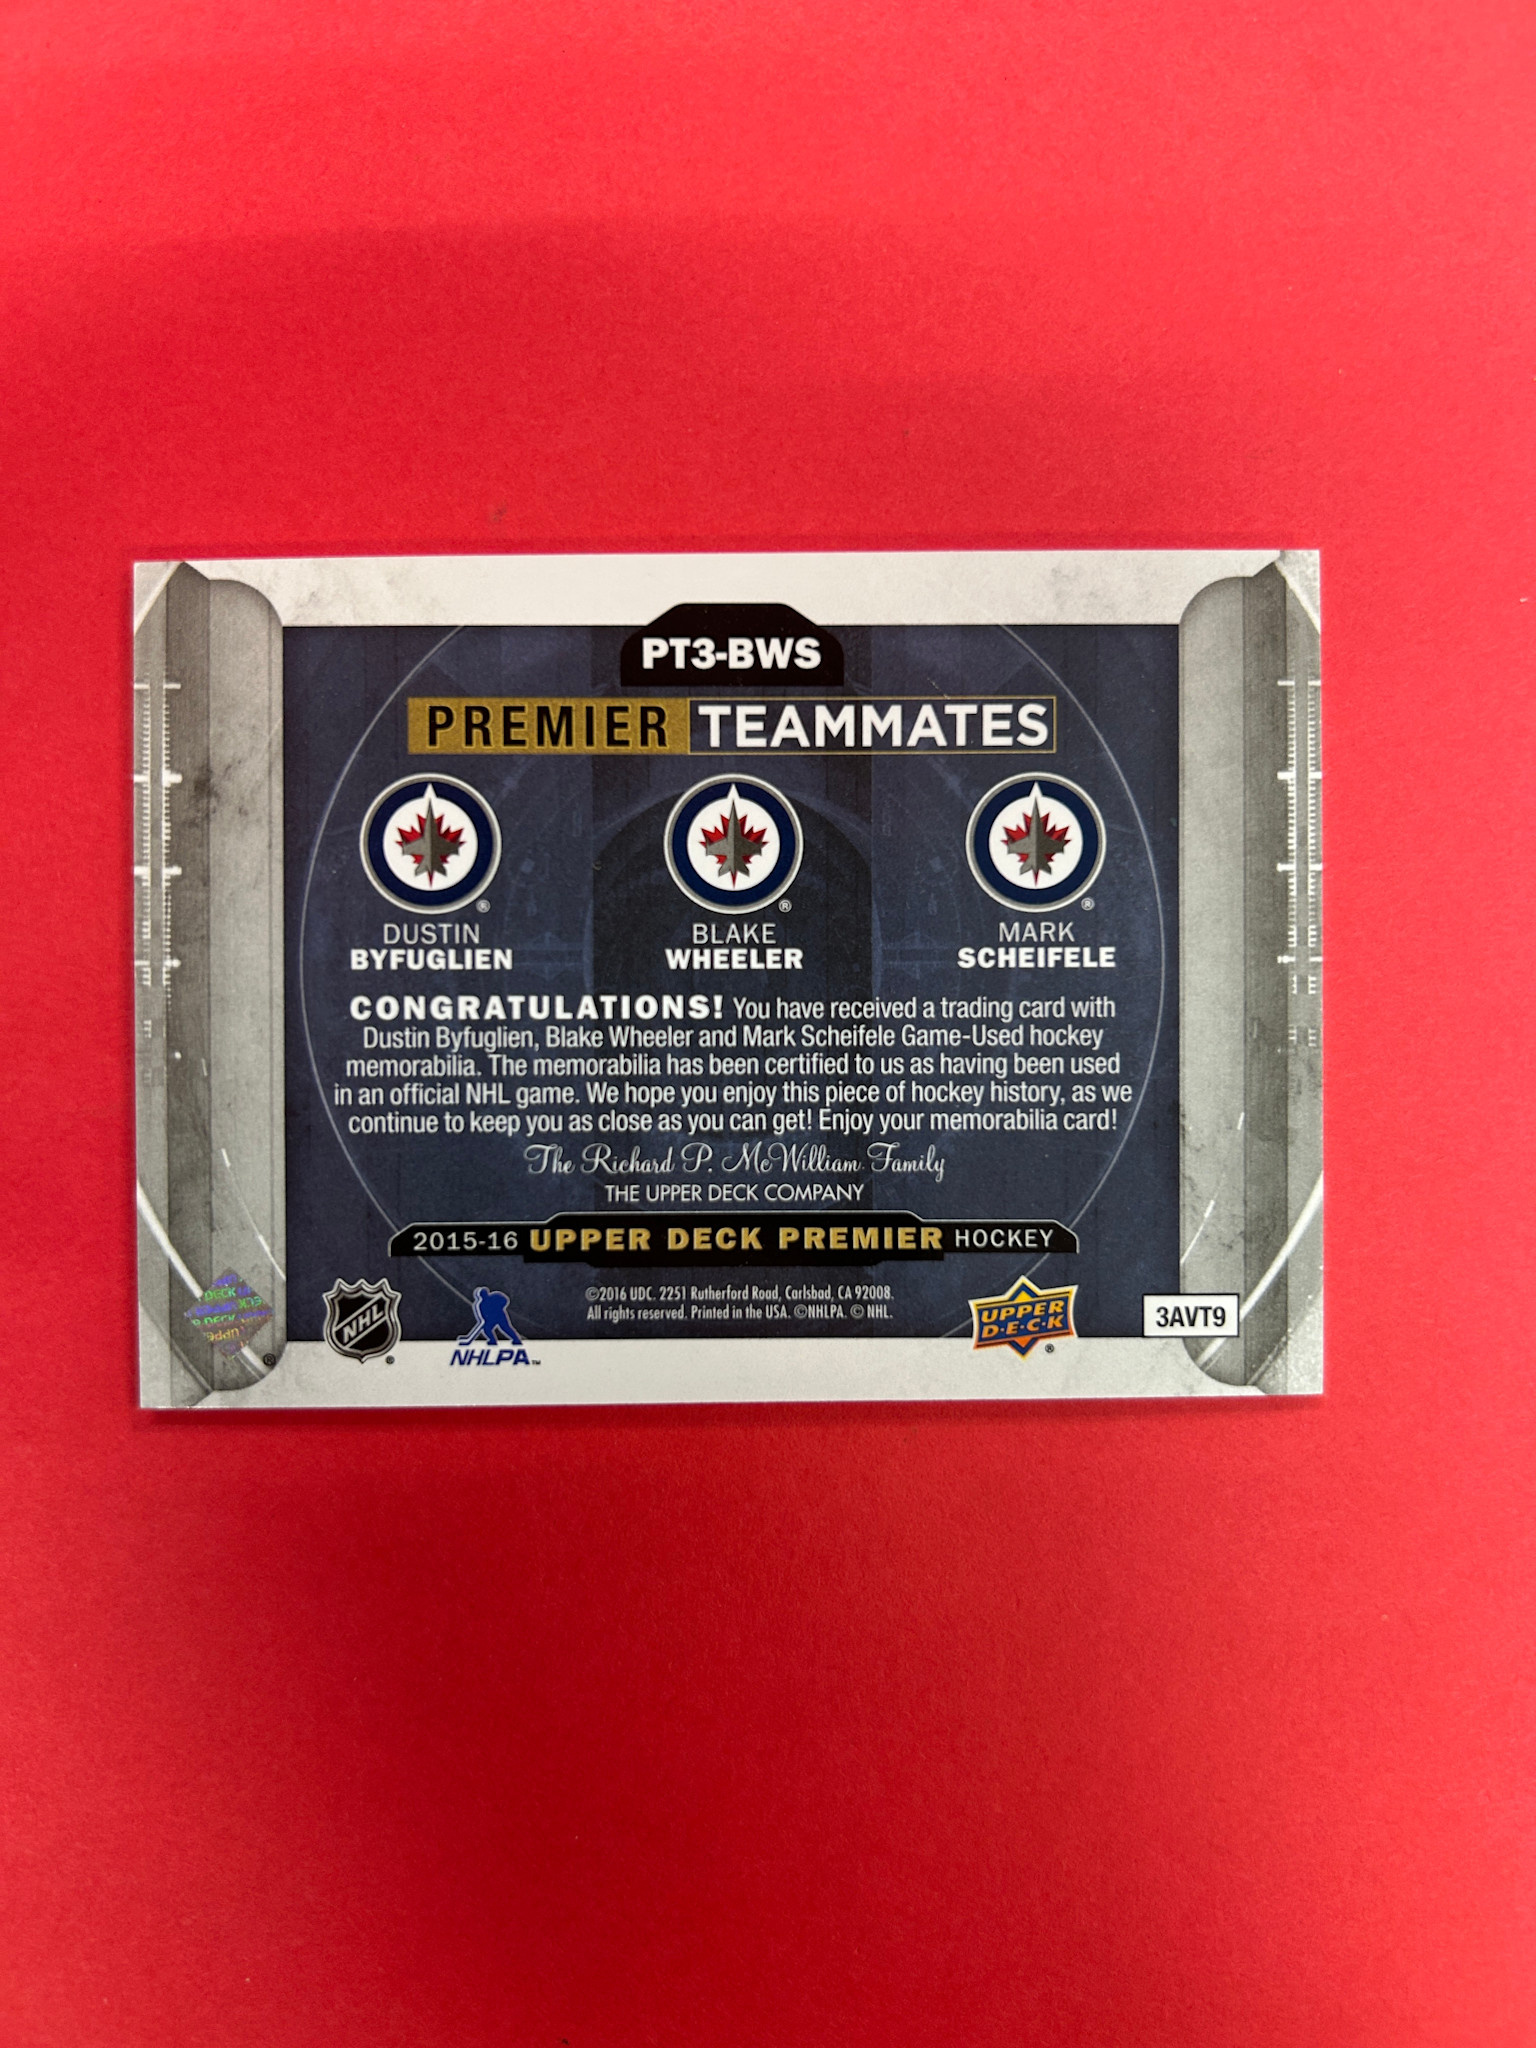 PT3-BWS
PREMIER TEAMMATES
® ® ®
DUSTIN BLAKE MARK
BYFUGLIEN WHEELER SCHEIFELE
CONGRATULATIONS! You have received a trading card with
Dustin Byfuglien, Blake Wheeler and Mark Scheifele Game-Used hockey
memorabilia. The memorabilia has been certified to us as having been used
in an official NHL game. We hope you enjoy this piece of hockey history, as we
continue to keep you as close as you can get! Enjoy your memorabilia card!
The Richard P. McWilliam Family
THE UPPER DECK COMPANY
2015-16 UPPER DECK PREMIER HOCKEY
©2016 UDC. 2251 Rutherford Road, Carlsbad, CA 92008.
All rights reserved. Printed in the USA. ©NHLPA. © NHL.
NHL ®
NHLPA™
UPPER
D·E·C·K ®
3AVT9